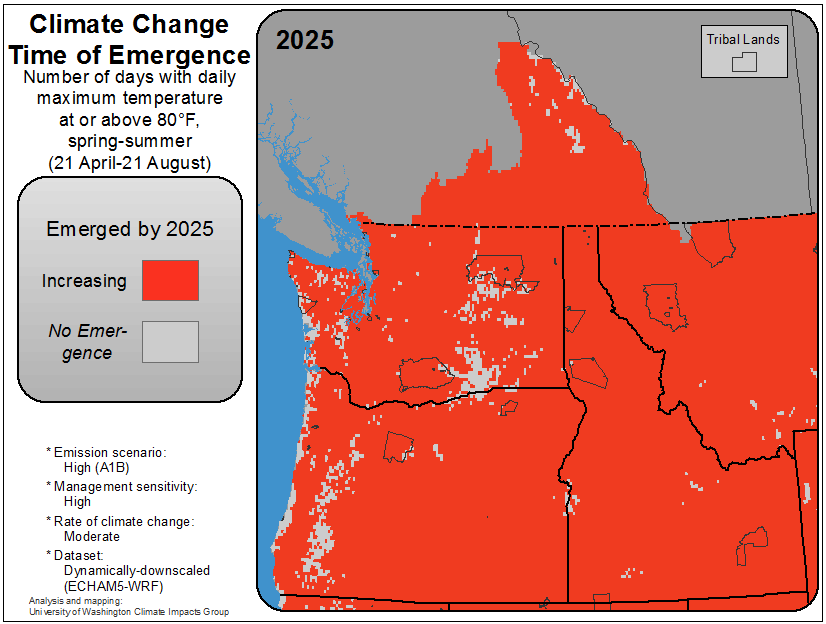 Climate Change
Time of Emergence
Number of days with daily
maximum temperature
at or above 80°F,
spring-summer
(21 April-21 August)
Emerged by 2025
Increasing
No Emer-
gence
* Emission scenario:
High (A1B)
* Management sensitivity:
High
* Rate of climate change:
Moderate
* Dataset:
Dynamically-downscaled
(ECHAM5-WRF)
Analysis and mapping:
University of Washington Climate Impacts Group
2025
Tribal Lands